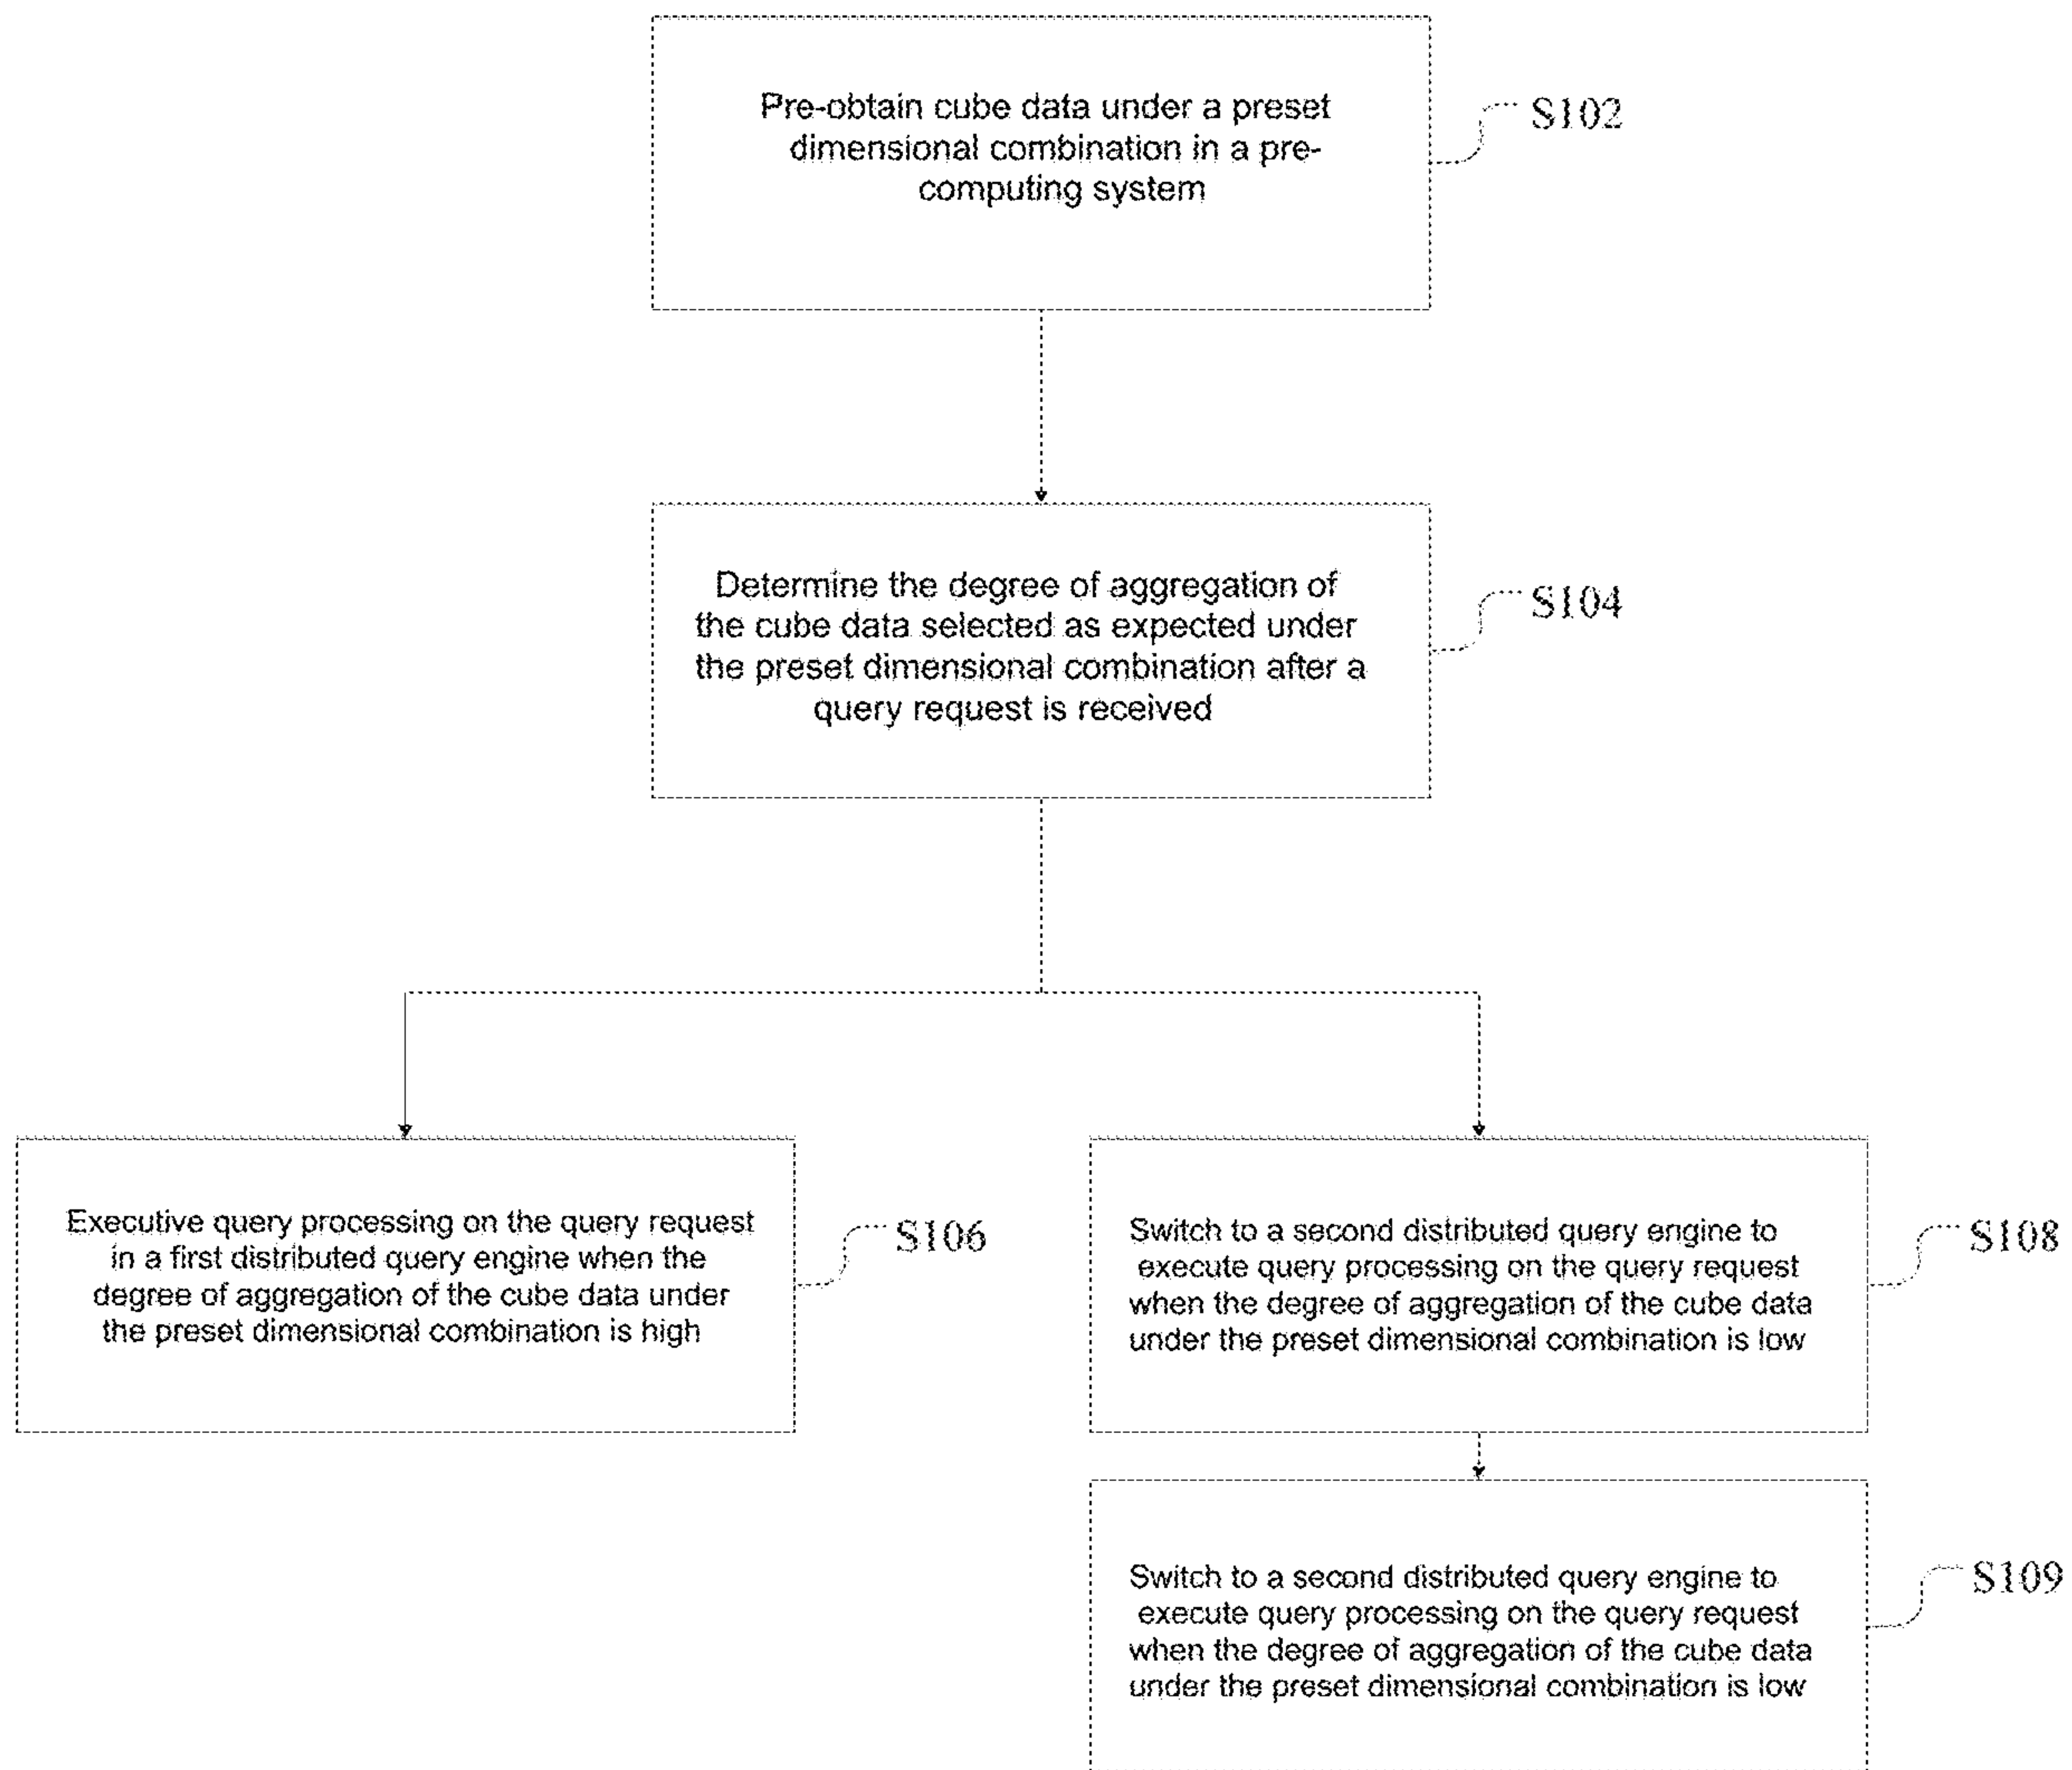 Pre-obtain cube data under a preset
dimensional combination in a pre-
computing system
S102
Determine the degree of aggregation of
the cube data selected as expected under
the preset dimensional combination after a
query request is received
S104
Executive query processing on the query request
in a first distributed query engine when the
degree of aggregation of the cube data under
the preset dimensional combination is high
S106
Switch to a second distributed query engine to
execute query processing on the query request
when the degree of aggregation of the cube data
under the preset dimensional combination is low
S108
Switch to a second distributed query engine to
execute query processing on the query request
when the degree of aggregation of the cube data
under the preset dimensional combination is low
S109